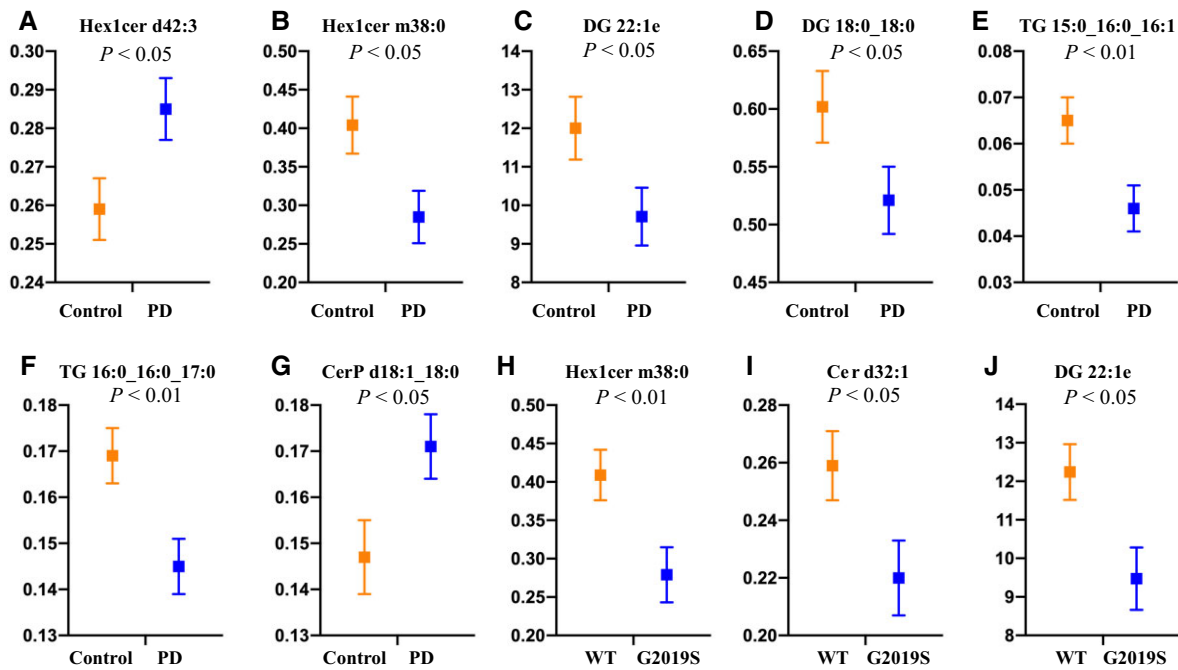 A
Hex1cer d42:3
P < 0.05
0.30
0.29
0.28
0.27
0.26
0.25
0.24
Control PD
B
Hex1cer m38:0
P < 0.05
0.50
0.45
0.40
0.35
0.30
0.25
0.20
Control PD
C
DG 22:1e
P < 0.05
14
13
12
11
10
9
8
Control PD
D
DG 18:0_18:0
P < 0.05
0.65
0.60
0.55
0.50
0.45
Control PD
E
TG 15:0_16:0_16:1
P < 0.01
0.08
0.07
0.06
0.05
0.04
0.03
Control PD
F
TG 16:0_16:0_17:0
P < 0.01
0.18
0.17
0.16
0.15
0.14
0.13
Control PD
G
CerP d18:1_18:0
P < 0.05
0.18
0.17
0.16
0.15
0.14
0.13
Control PD
H
Hex1cer m38:0
P < 0.01
0.50
0.45
0.40
0.35
0.30
0.25
0.20
WT G2019S
I
Cer d32:1
P < 0.05
0.28
0.26
0.24
0.22
0.20
WT G2019S
J
DG 22:1e
P < 0.05
14
13
12
11
10
9
8
WT G2019S